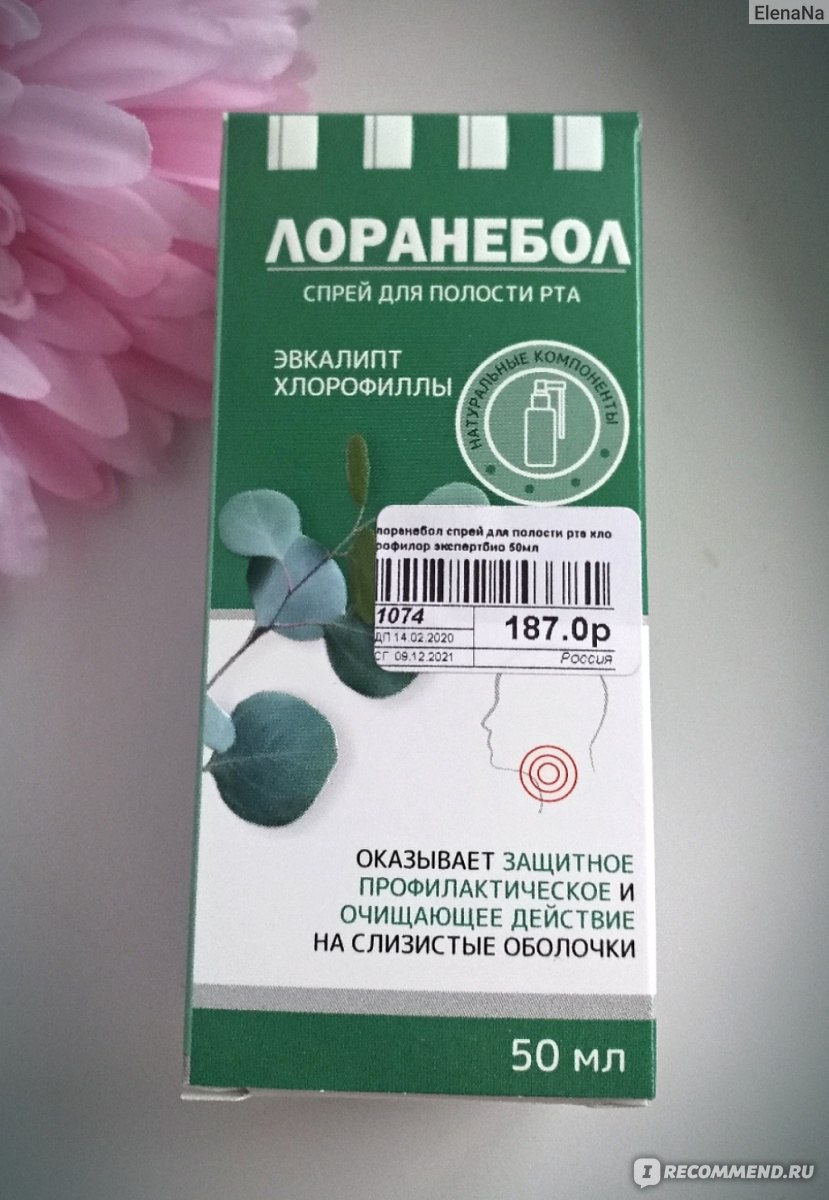 ElenaNa
ЛОРАНЕБОЛ
СПРЕЙ ДЛЯ ПОЛОСТИ РТА
ЭВКАЛИПТ
ХЛОРОФИЛЛЫ
НАТУРАЛЬНЫЕ КОМПОНЕНТЫ
лоранебол спрей для полости рта хло
рофилор экспертбио 50мл
1074
187.0р
ДП 14.02.2020
СГ 09.12.2021
Россия
ОКАЗЫВАЕТ ЗАЩИТНОЕ
ПРОФИЛАКТИЧЕСКОЕ И
ОЧИЩАЮЩЕЕ ДЕЙСТВИЕ
НА СЛИЗИСТЫЕ ОБОЛОЧКИ
50 мл
IRECOMMEND.RU